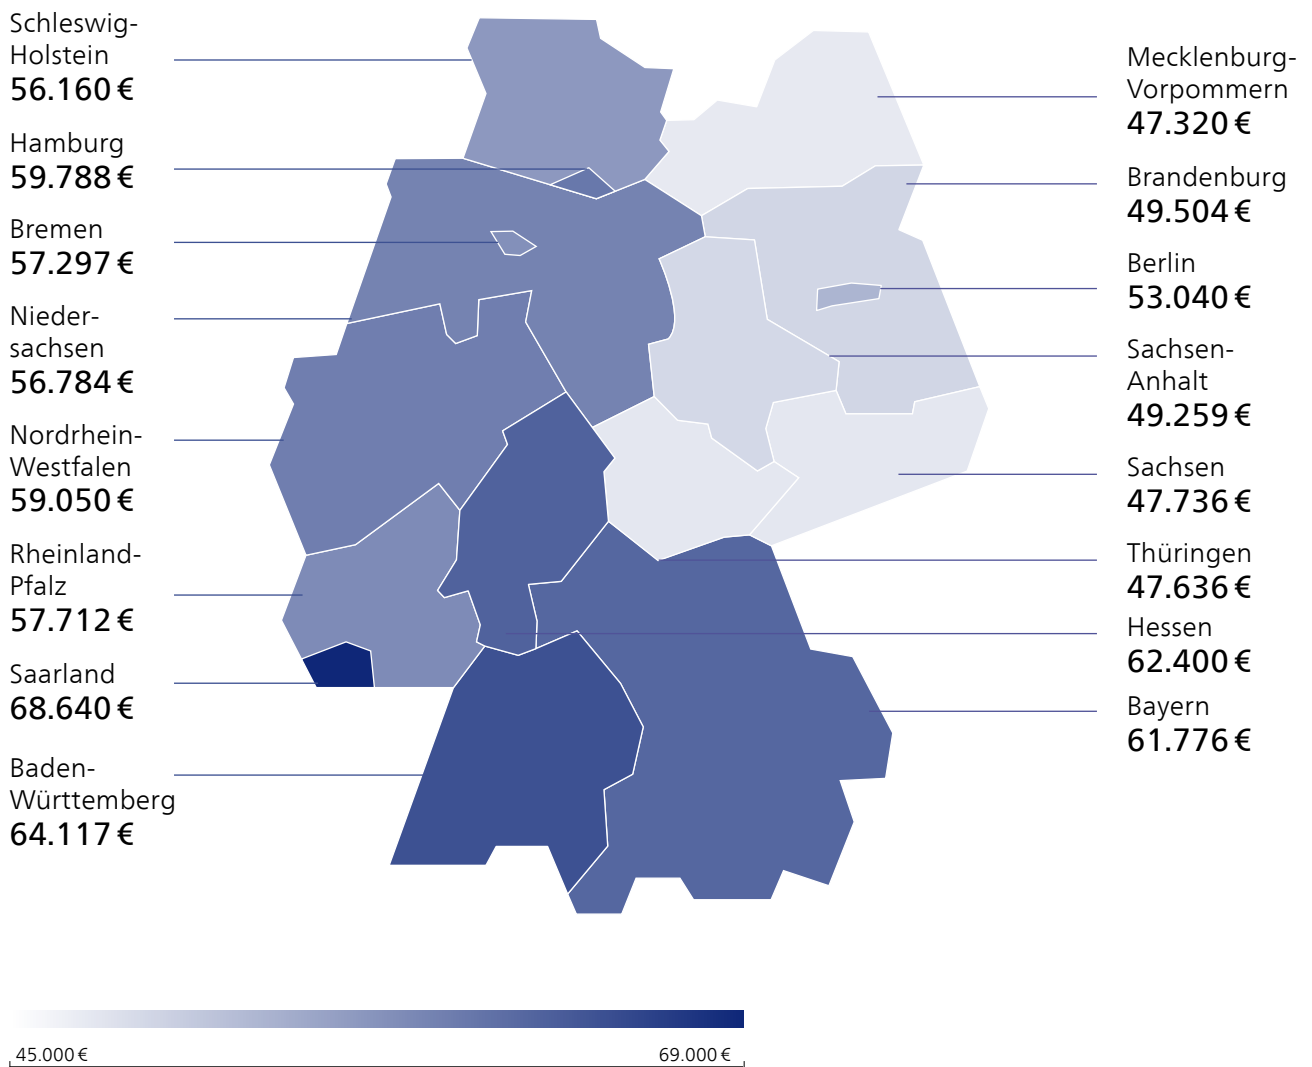 Schleswig-
Holstein
56.160 €
Hamburg
59.788 €
Bremen
57.297 €
Nieder-
sachsen
56.784 €
Nordrhein-
Westfalen
59.050 €
Rheinland-
Pfalz
57.712 €
Saarland
68.640 €
Baden-
Württemberg
64.117 €
Mecklenburg-
Vorpommern
47.320 €
Brandenburg
49.504 €
Berlin
53.040 €
Sachsen-
Anhalt
49.259 €
Sachsen
47.736 €
Thüringen
47.636 €
Hessen
62.400 €
Bayern
61.776 €
45.000 €
69.000 €